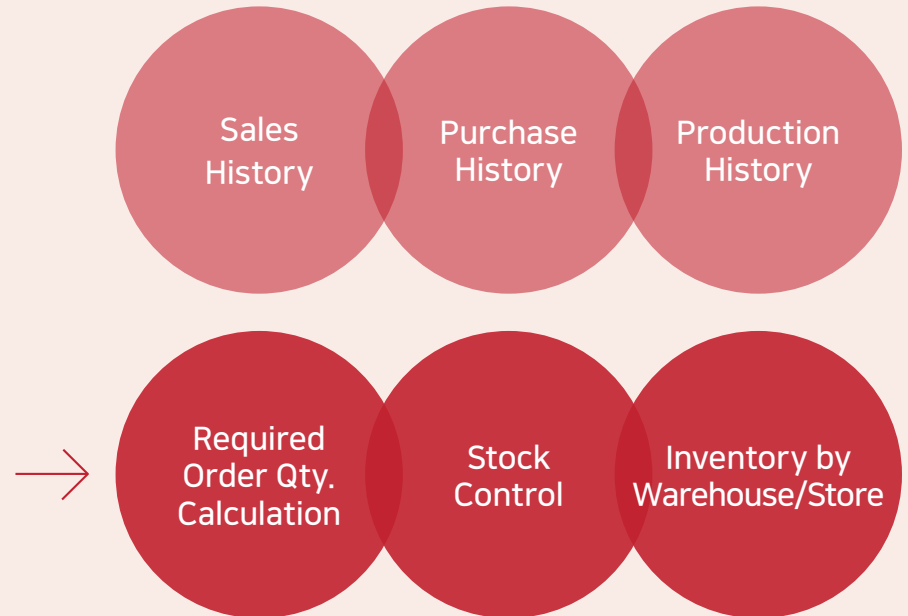 Sales
History
Purchase
History
Production
History
Required
Order Qty.
Calculation
Stock
Control
Inventory by
Warehouse/Store